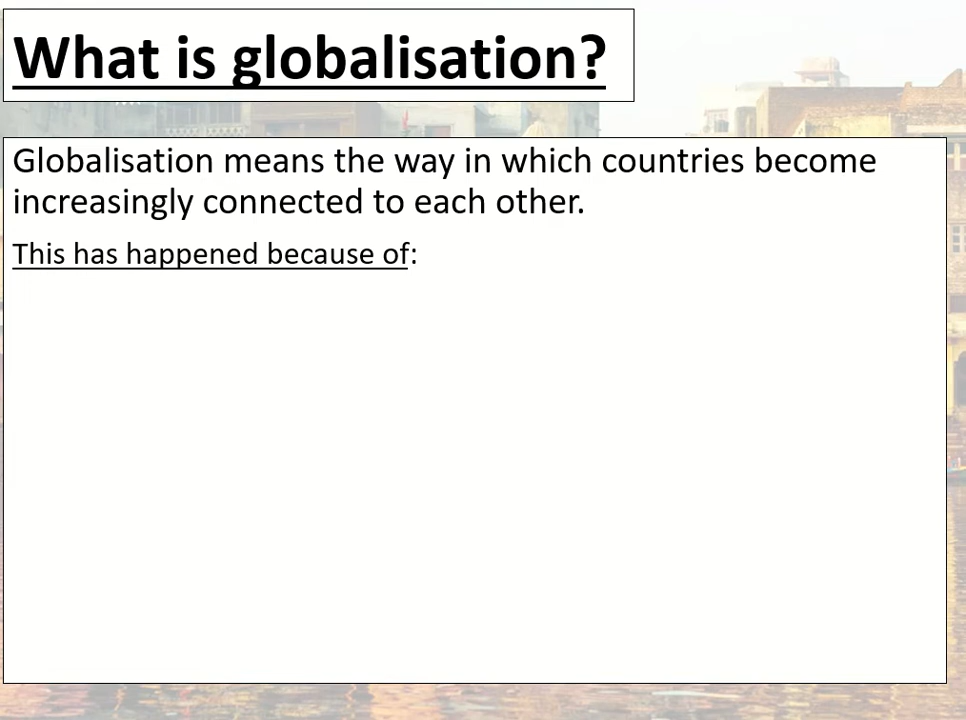 What is globalisation?
Globalisation means the way in which countries become
increasingly connected to each other.
This has happened because of: